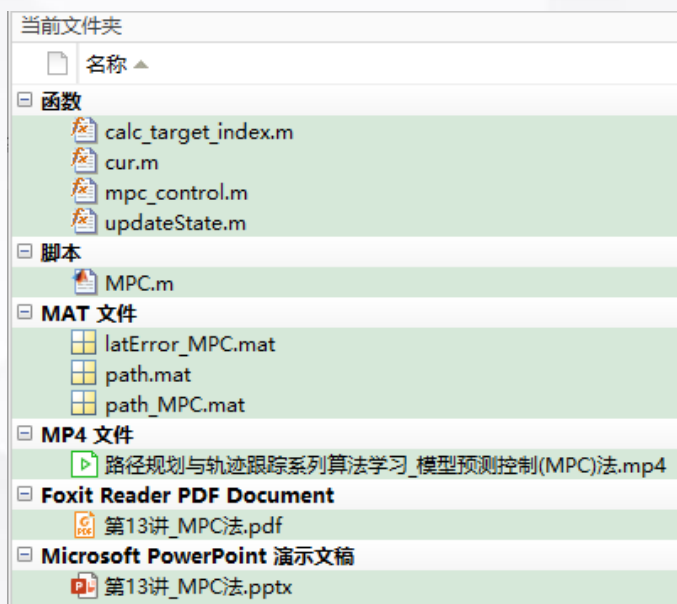 当前文件夹
名称
函数
calc_target_index.m
cur.m
mpc_control.m
updateState.m
脚本
MPC.m
MAT 文件
latError_MPC.mat
path.mat
path_MPC.mat
MP4 文件
路径规划与轨迹跟踪系列算法学习_模型预测控制(MPC)法.mp4
Foxit Reader PDF Document
第13讲_MPC法.pdf
Microsoft PowerPoint 演示文稿
第13讲_MPC法.pptx